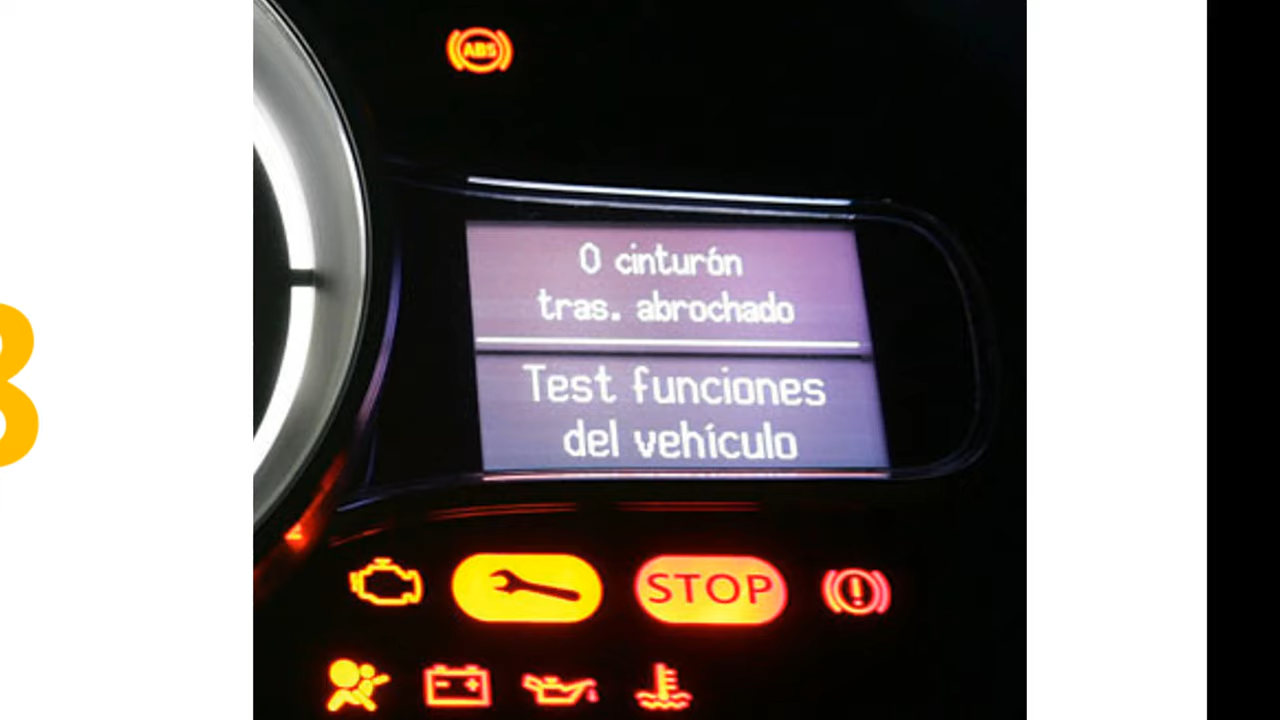 ABS
0 cinturón
tras. abrochado
Test funciones
del vehículo
STOP